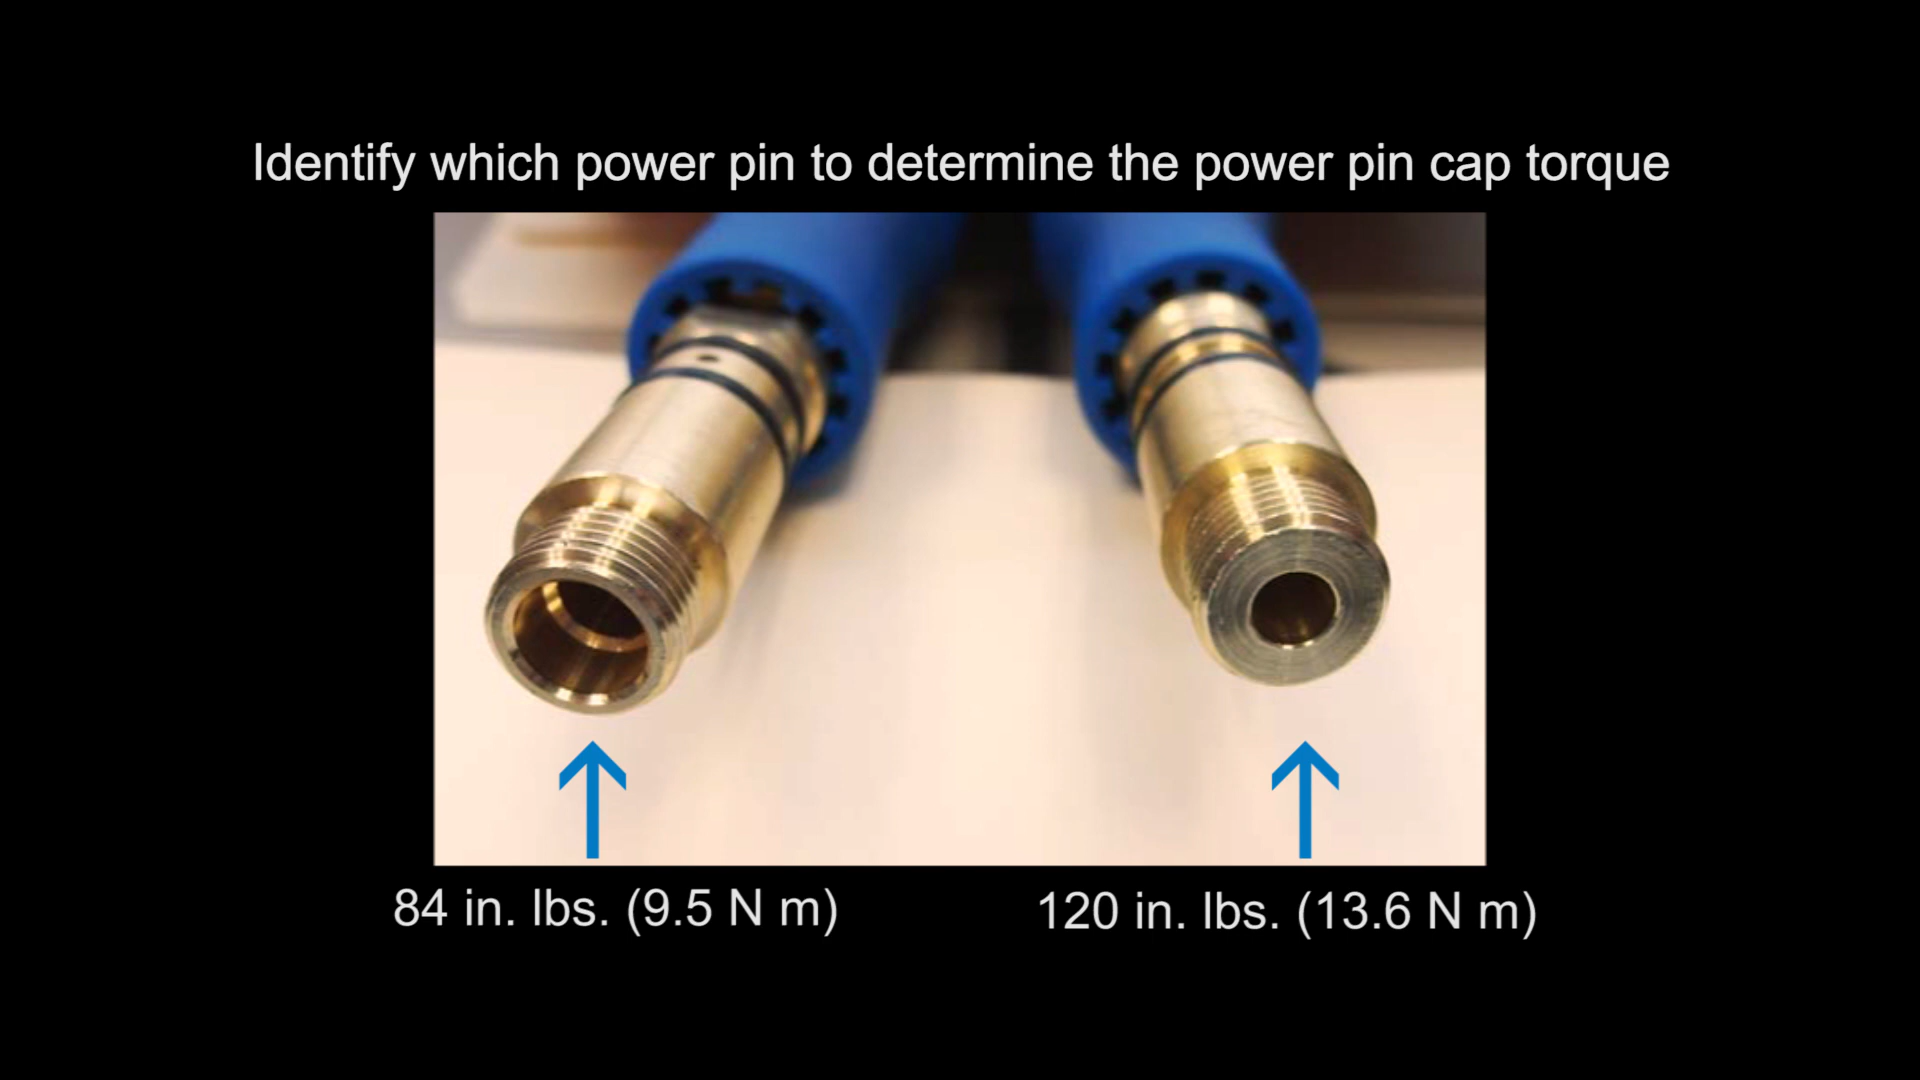 Identify which power pin to determine the power pin cap torque
84 in. lbs. (9.5 N m)
120 in. lbs. (13.6 N m)